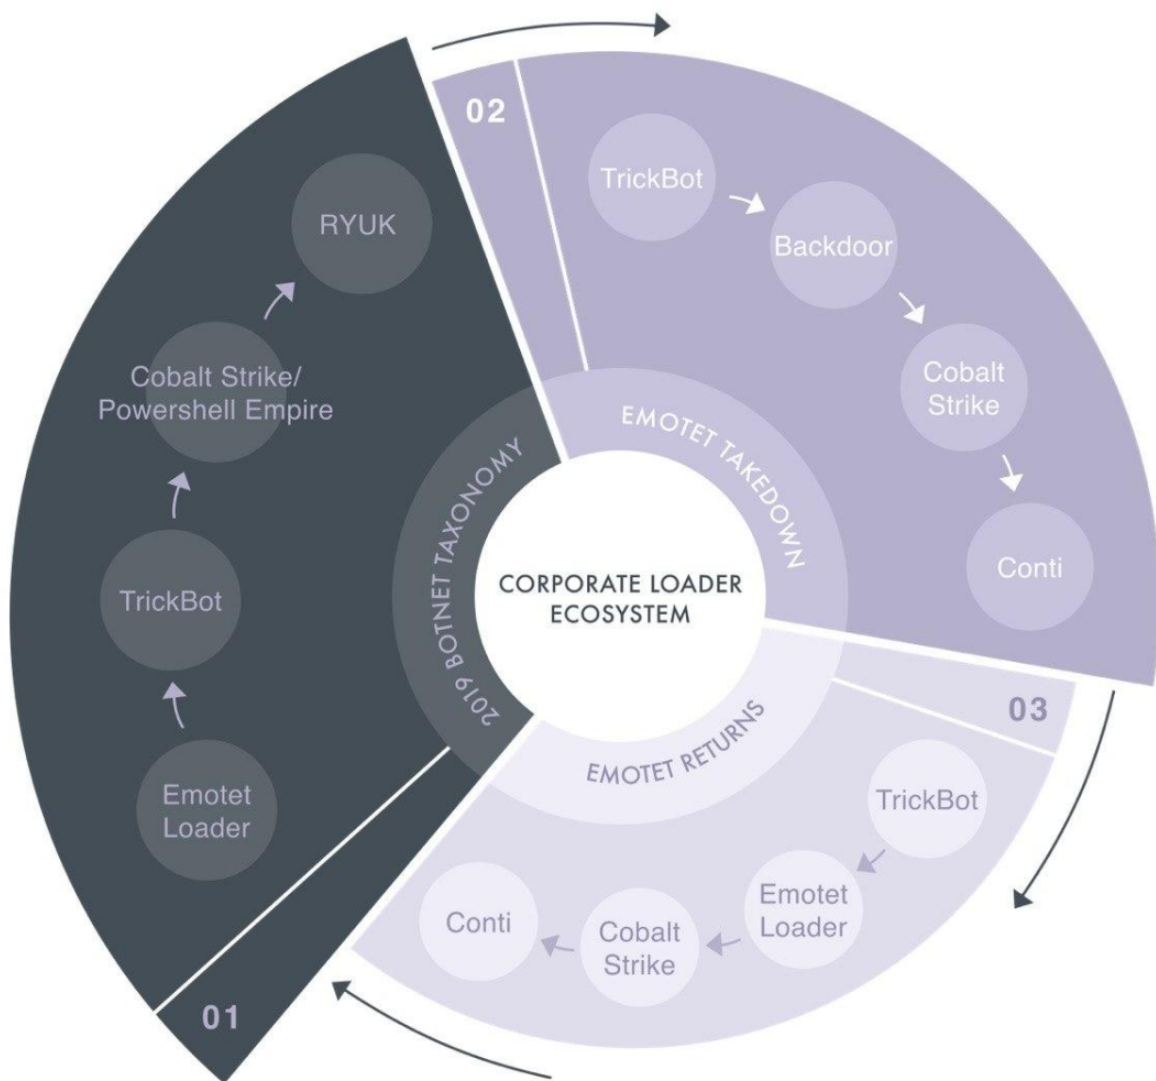 CORPORATE LOADER
ECOSYSTEM
01
2019 BOTNET TAXONOMY
Emotet
Loader
TrickBot
Cobalt Strike/
Powershell Empire
RYUK
02
EMOTET TAKEDOWN
TrickBot
Backdoor
Cobalt
Strike
Conti
03
EMOTET RETURNS
TrickBot
Emotet
Loader
Cobalt
Strike
Conti